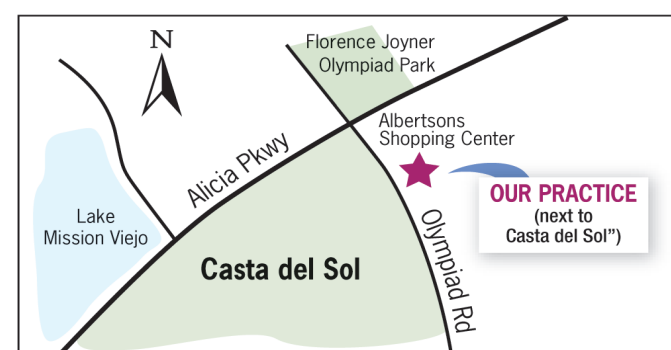 N
Florence Joyner
Olympiad Park
Albertsons
Shopping Center
Alicia Pkwy
OUR PRACTICE
(next to
Casta del Sol”)
Lake
Mission Viejo
Olympiad Rd
Casta del Sol